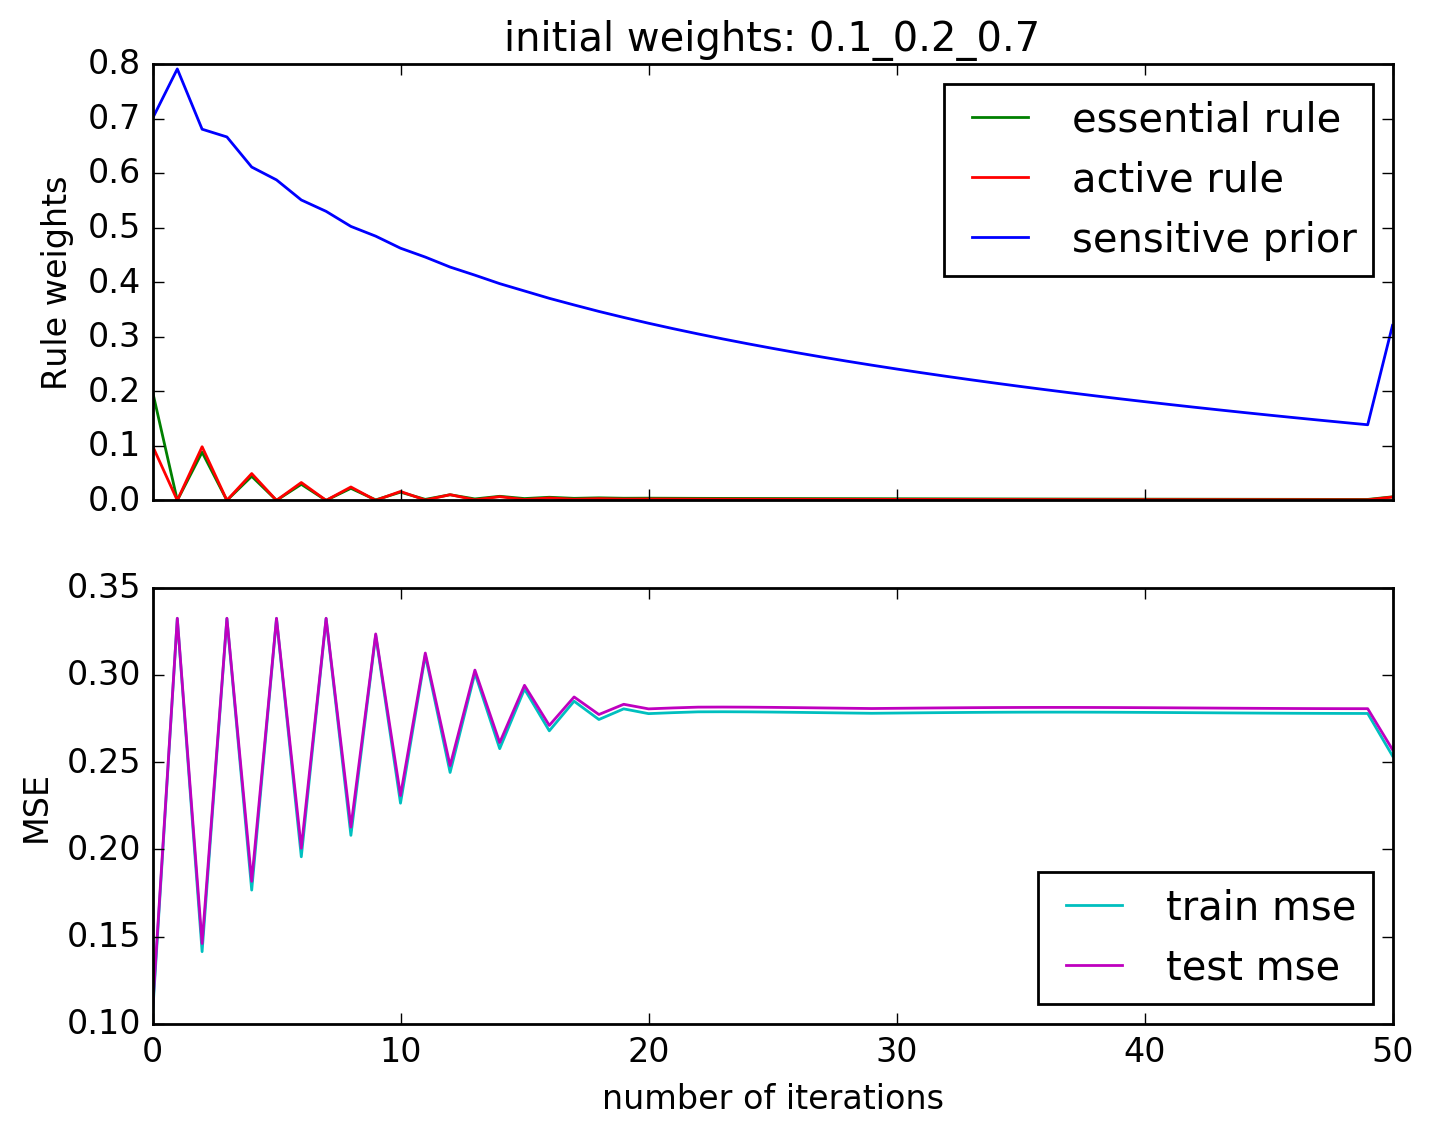 initial weights: 0.1_0.2_0.7
0.8
0.7
0.6
0.5
0.4
0.3
0.2
0.1
0.0
Rule weights
essential rule
active rule
sensitive prior
0.35
0.30
0.25
0.20
0.15
0.10
MSE
train mse
test mse
0 10 20 30 40 50
number of iterations